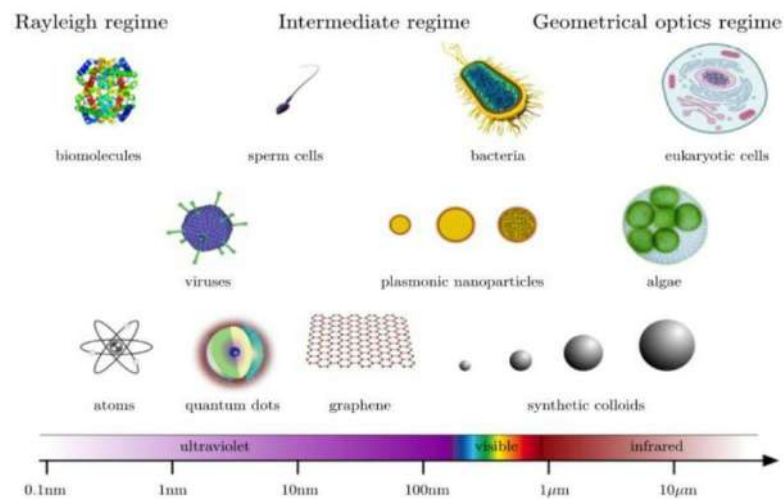 Rayleigh regime Intermediate regime Geometrical optics regime
biomolecules sperm cells bacteria eukaryotic cells
viruses plasmonic nanoparticles algae
atoms quantum dots graphene synthetic colloids
ultraviolet visible infrared
0.1nm 1nm 10nm 100nm 1μm 10μm